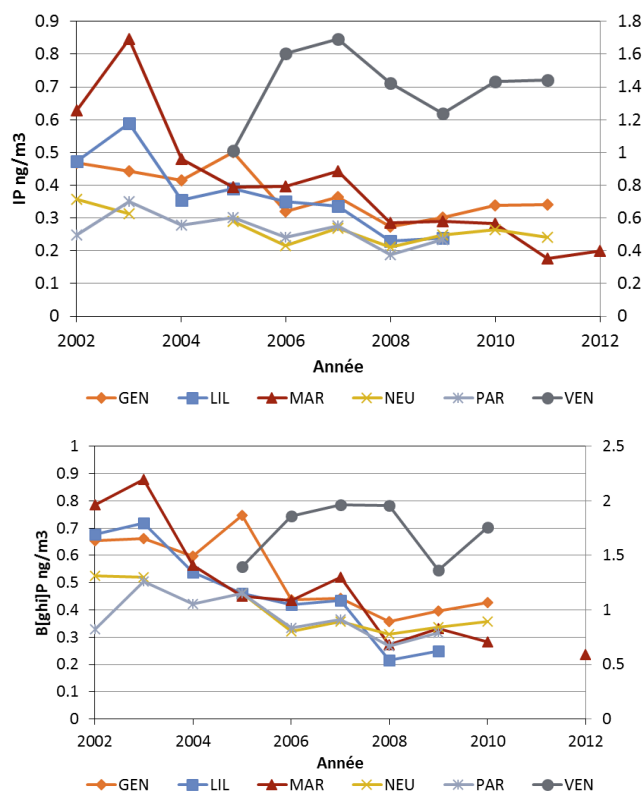 0.9 1.8
0.8 1.6
0.7 1.4
0.6 1.2
0.5 1
0.4 0.8
0.3 0.6
0.2 0.4
0.1 0.2
0 0
IP ng/m3
2002 2004 2006 2008 2010 2012
Année
GEN LIL MAR NEU PAR VEN
1 2.5
0.9
0.8 2
0.7
0.6 1.5
0.5
0.4 1
0.3
0.2 0.5
0.1
0 0
B[ghi]P ng/m3
2002 2004 2006 2008 2010 2012
Année
GEN LIL MAR NEU PAR VEN